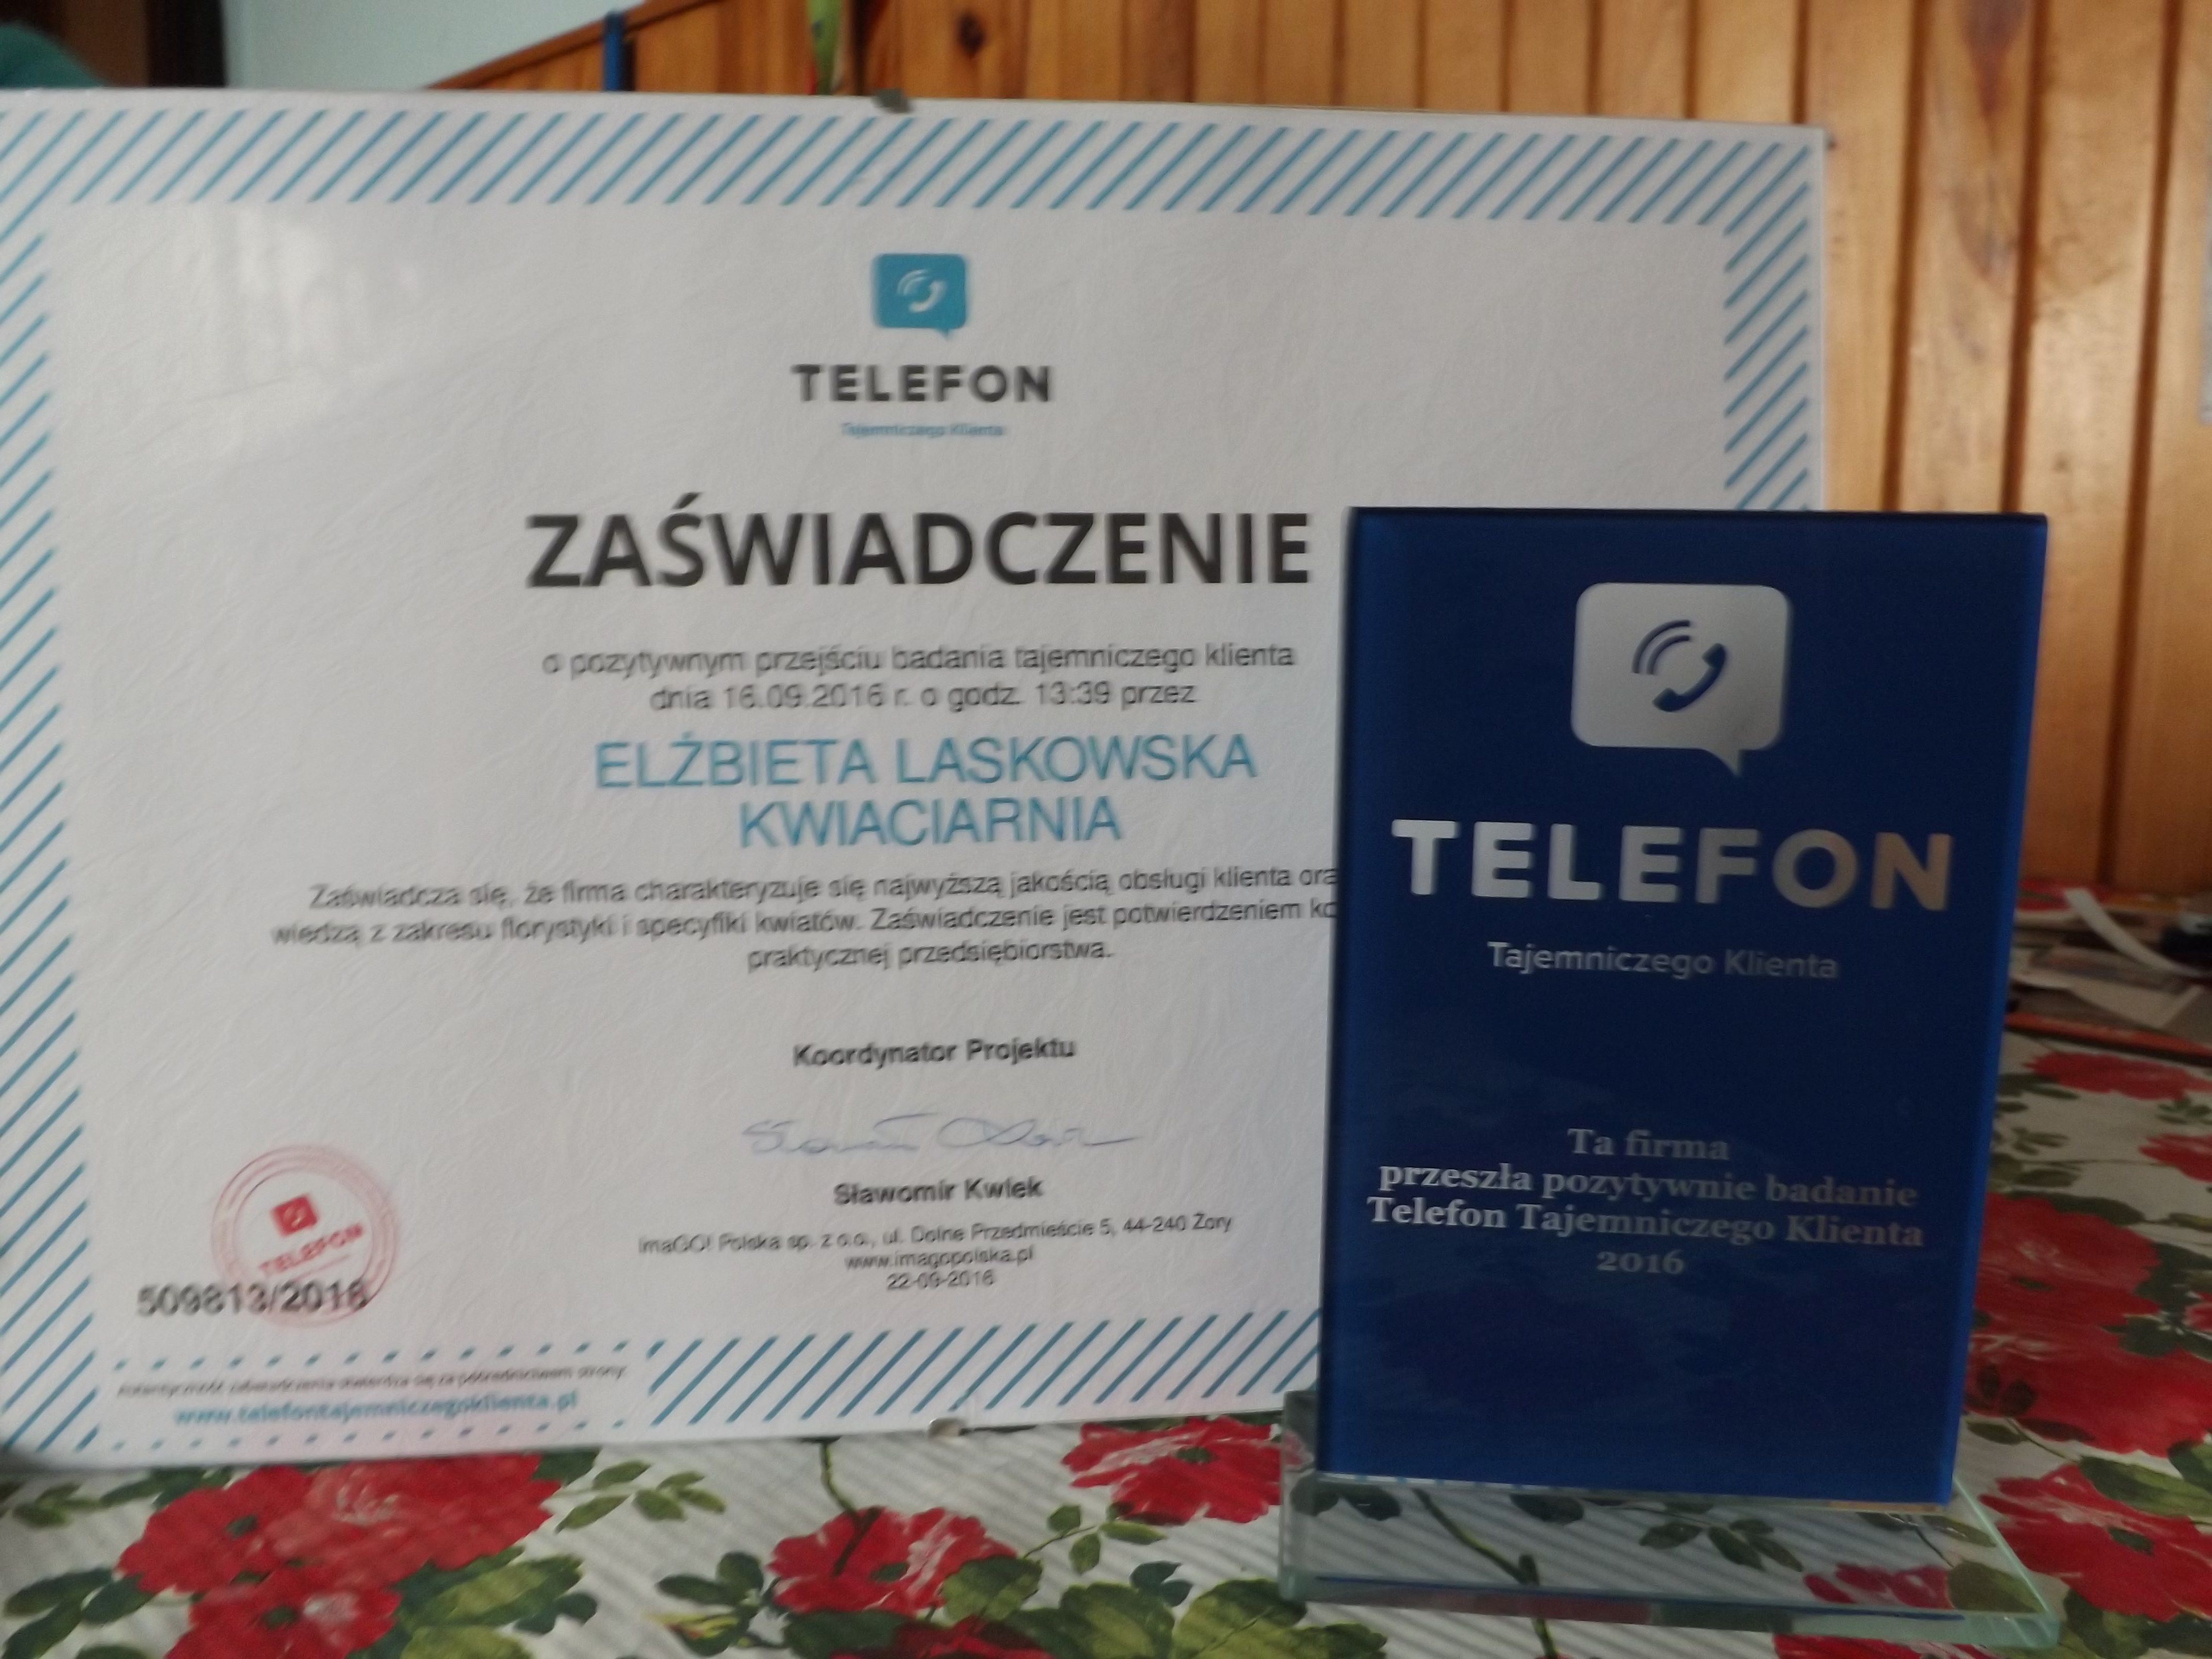 TELEFON
Tajemniczego Klienta
ZAŚWIADCZENIE
o pozytywnym przejściu badania tajemniczego klienta
dnia 16.09.2016 r. o godz. 13:39 przez
ELŻBIETA LASKOWSKA
KWIACIARNIA
Zaświadcza się, że firma charakteryzuje się najwyższą jakością obsługi klienta ora
wiedzą z zakresu florystyki i specyfiki kwiatów. Zaświadczenie jest potwierdzeniem ko
praktycznej przedsiębiorstwa.
Koordynator Projektu
Sławomir Kwiek
ImaGO! Polska sp. z o.o., ul. Dolne Przedmieście 5, 44-240 Żory
www.imagopolska.pl
22-09-2016
TELEFON
509813/2016
www.telefontajemniczegoklienta.pl
TELEFON
Tajemniczego Klienta
Ta firma
przeszła pozytywnie badanie
Telefon Tajemniczego Klienta
2016